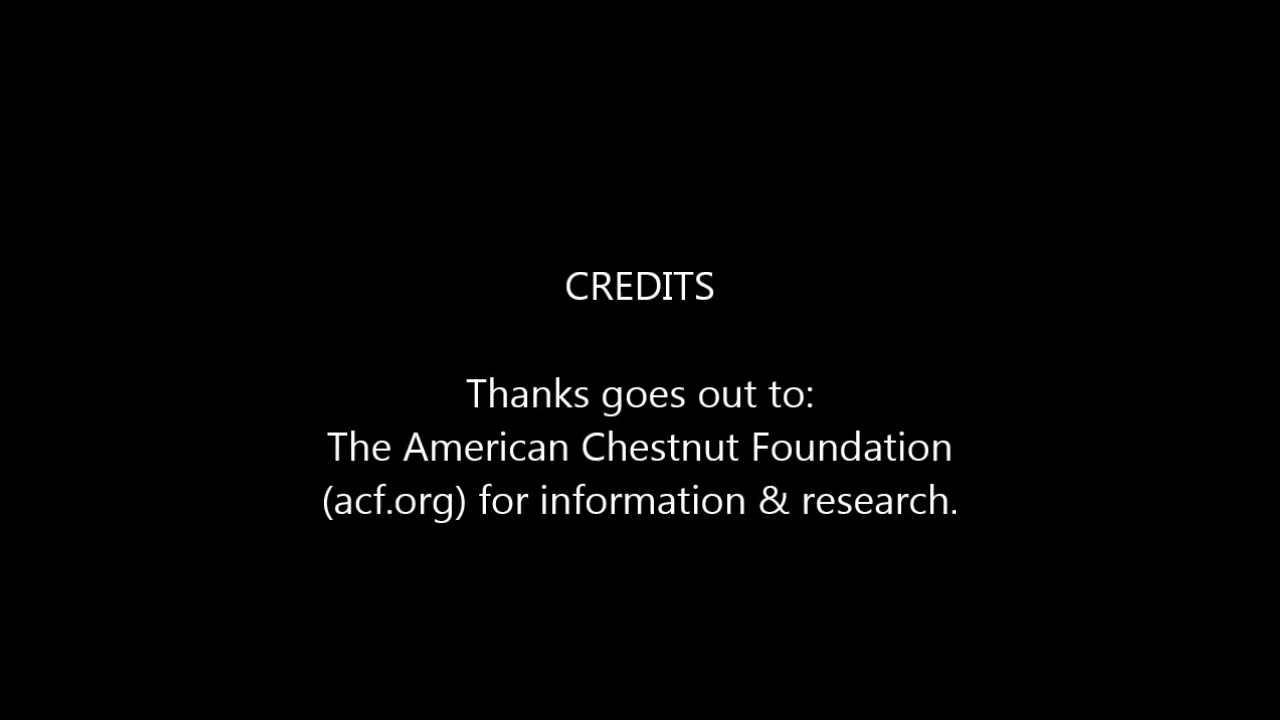 CREDITS
Thanks goes out to:
The American Chestnut Foundation
(acf.org) for information & research.